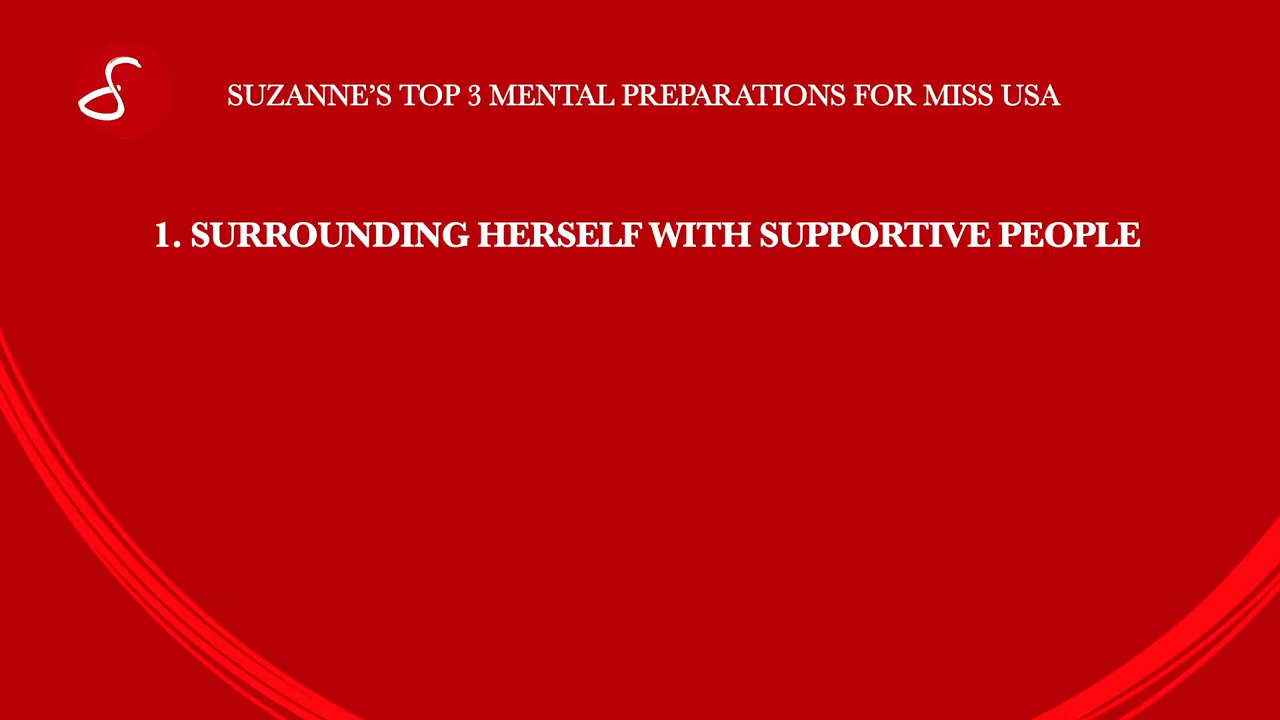 SUZANNE’S TOP 3 MENTAL PREPARATIONS FOR MISS USA
1. SURROUNDING HERSELF WITH SUPPORTIVE PEOPLE